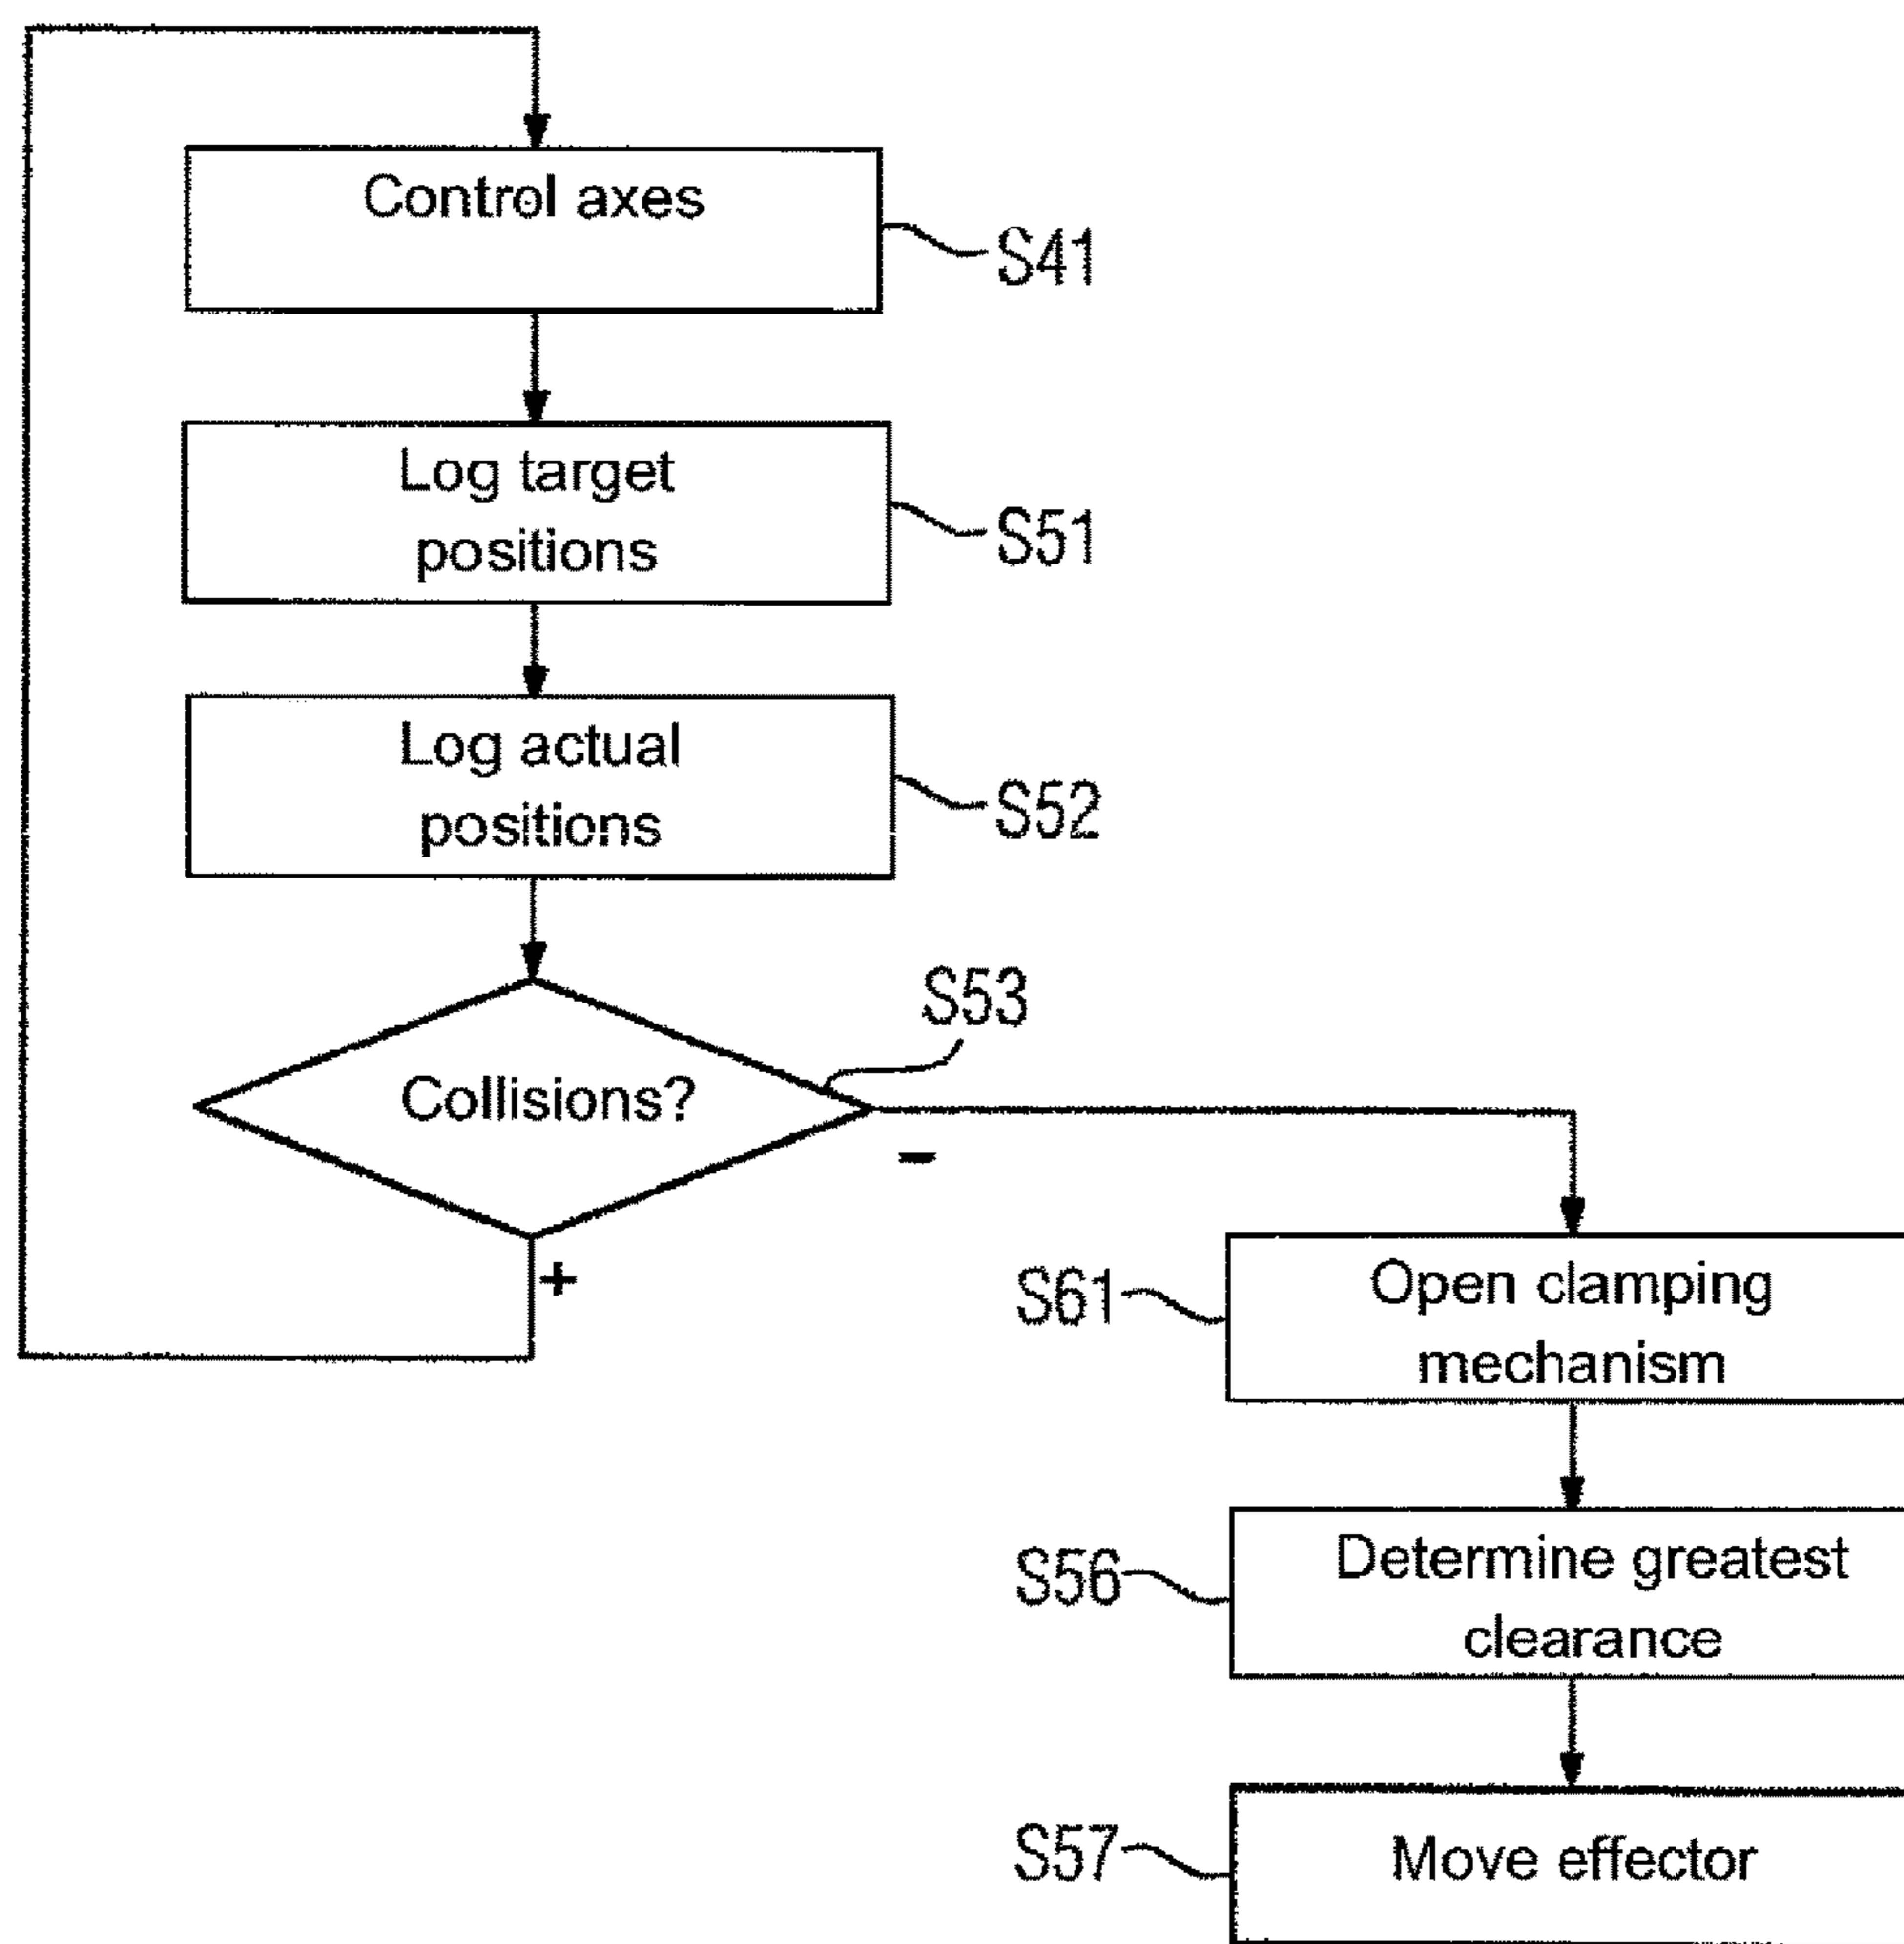 Control axes
S41
Log target
positions
S51
Log actual
positions
S52
S53
Collisions?
-
+
S61
Open clamping
mechanism
S56
Determine greatest
clearance
S57
Move effector